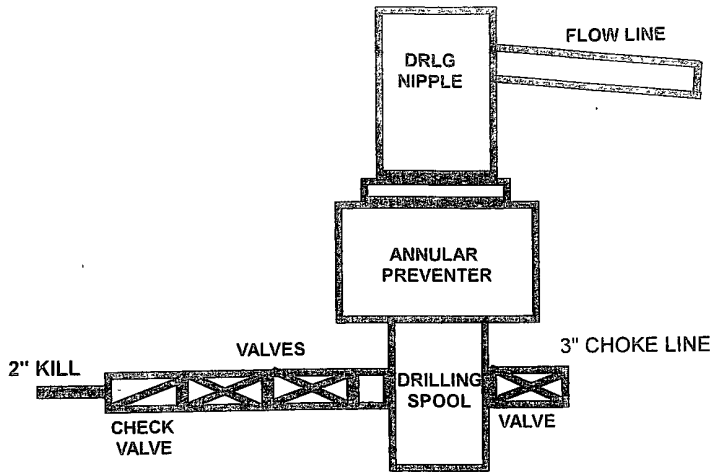 FLOW LINE
DRLG
NIPPLE
ANNULAR
PREVENTER
VALVES
3" CHOKE LINE
2" KILL
DRILLING
SPOOL
CHECK
VALVE
VALVE